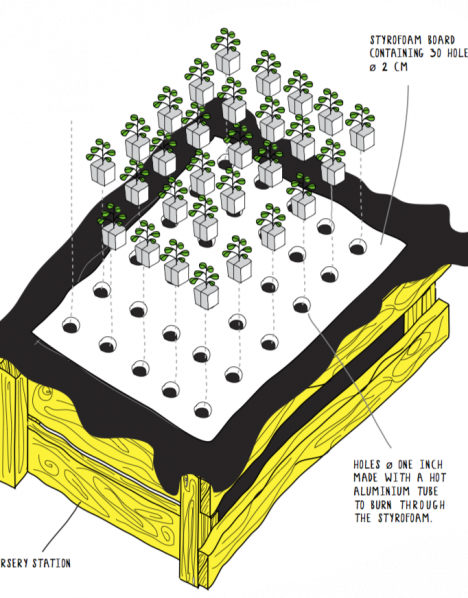 STYROFOAM BOARD
CONTAINING 30 HOLE
ø 2 CM
HOLES ø ONE INCH
MADE WITH A HOT
ALUMINIUM TUBE
TO BURN THROUGH
THE STYROFOAM.
RSERY STATION